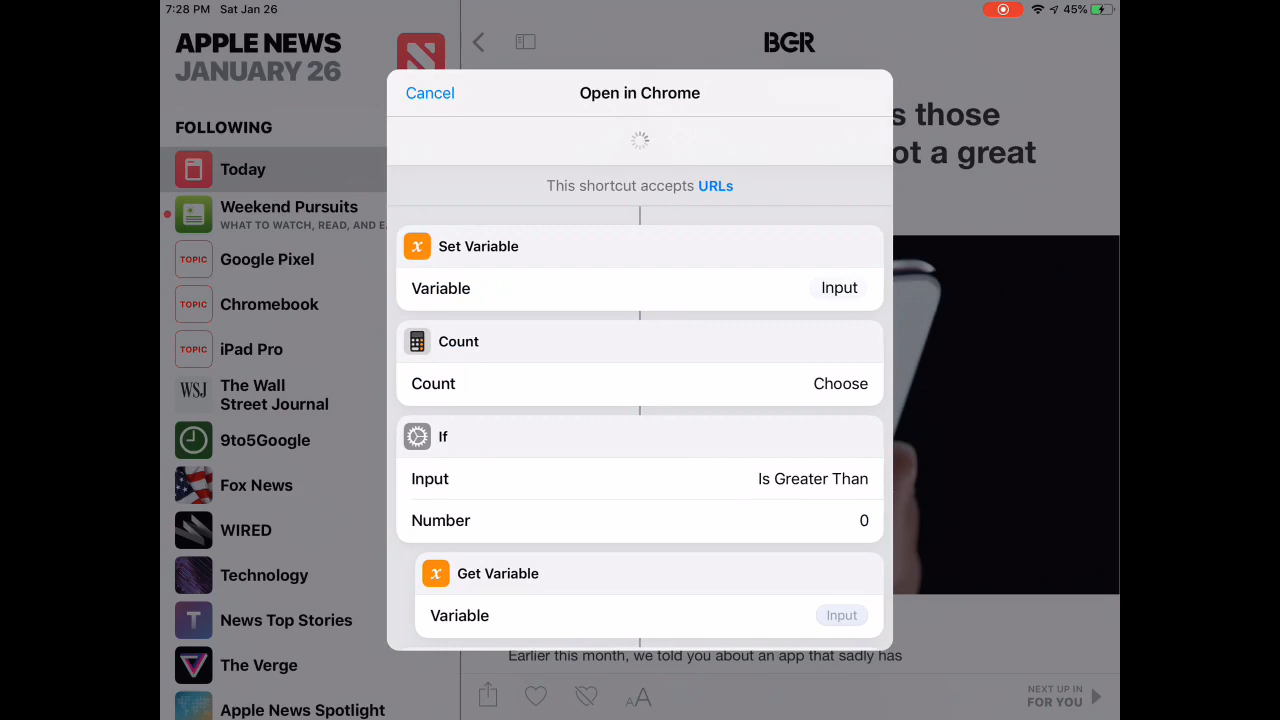 7:28 PM Sat Jan 26
45%
APPLE NEWS
JANUARY 26
FOLLOWING
Today
Weekend Pursuits
WHAT TO WATCH, READ, AND E
TOPIC Google Pixel
TOPIC Chromebook
TOPIC iPad Pro
WSJ The Wall
Street Journal
9to5Google
Fox News
WIRED
Technology
T News Top Stories
The Verge
Apple News Spotlight
BGR
s those
ot a great
Cancel
Open in Chrome
This shortcut accepts URLs
x Set Variable
Variable Input
Count
Count Choose
If
Input Is Greater Than
Number 0
x Get Variable
Variable Input
Earlier this month, we told you about an app that sadly has
AA
NEXT UP IN
FOR YOU